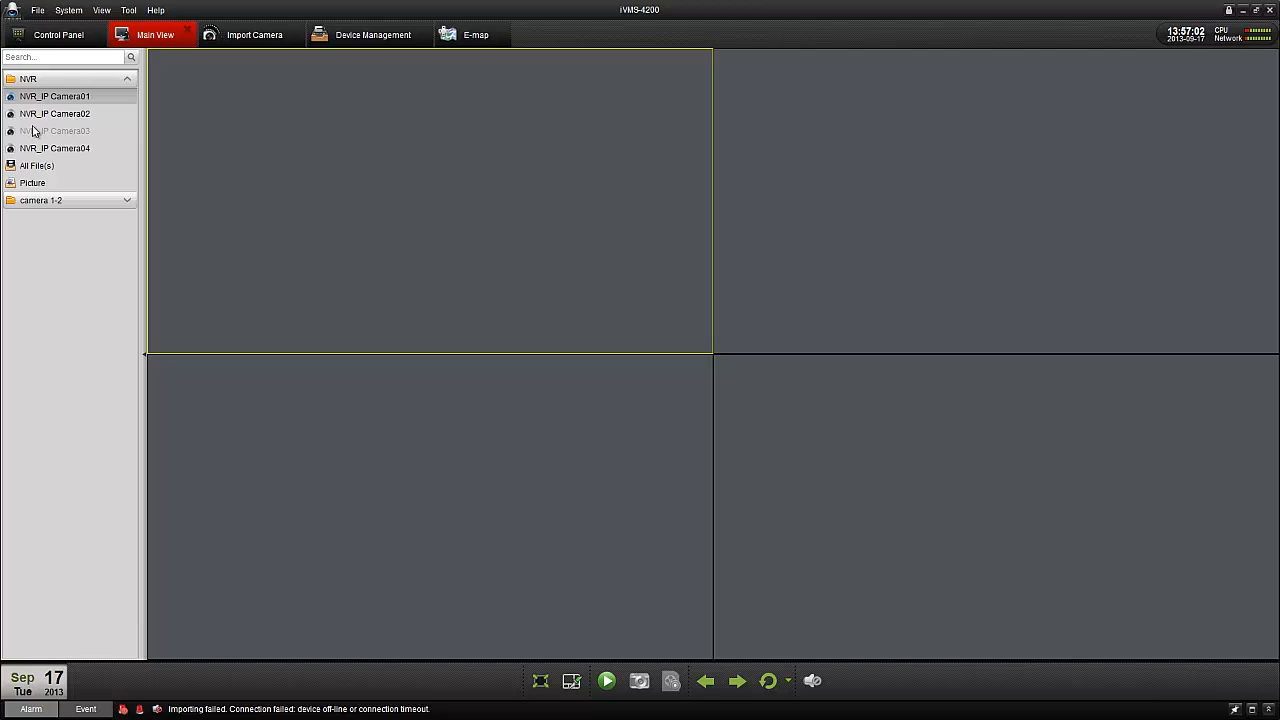 File System View Tool Help
iVMS-4200
Control Panel
Main View
Import Camera
Device Management
E-map
13:57:02
2013-09-17
CPU
Network
Search...
NVR
NVR_IP Camera01
NVR_IP Camera02
NVR_IP Camera03
NVR_IP Camera04
All File(s)
Picture
camera 1-2
Sep 17
Tue 2013
Alarm
Event
Importing failed. Connection failed: device off-line or connection timeout.